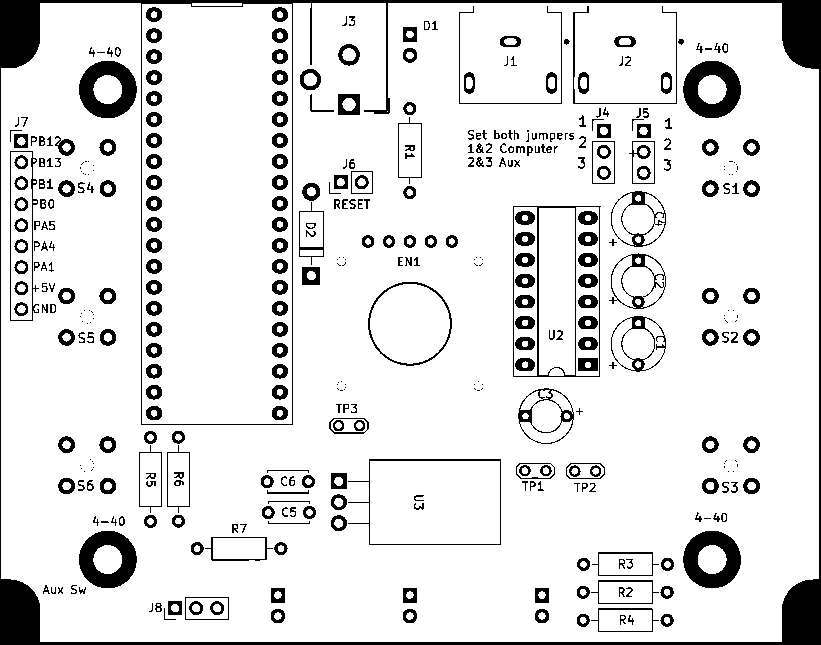 J3
D1
4-40
J1
J2
4-40
J7
PB12
PB13
PB1
PB0
PA5
PA4
PA1
+5V
GND
S4
R1
Set both jumpers
1&2 Computer
2&3 Aux
J4
J5
1
2
3
1
2
3
+
J6
RESET
S1
D2
EN1
C4
+
C2
+
C1
+
U2
S5
S2
TP3
C3
+
S6
R5
R6
C6
C5
U3
TP1
TP2
S3
4-40
4-40
R7
R3
R2
R4
Aux Sw
J8